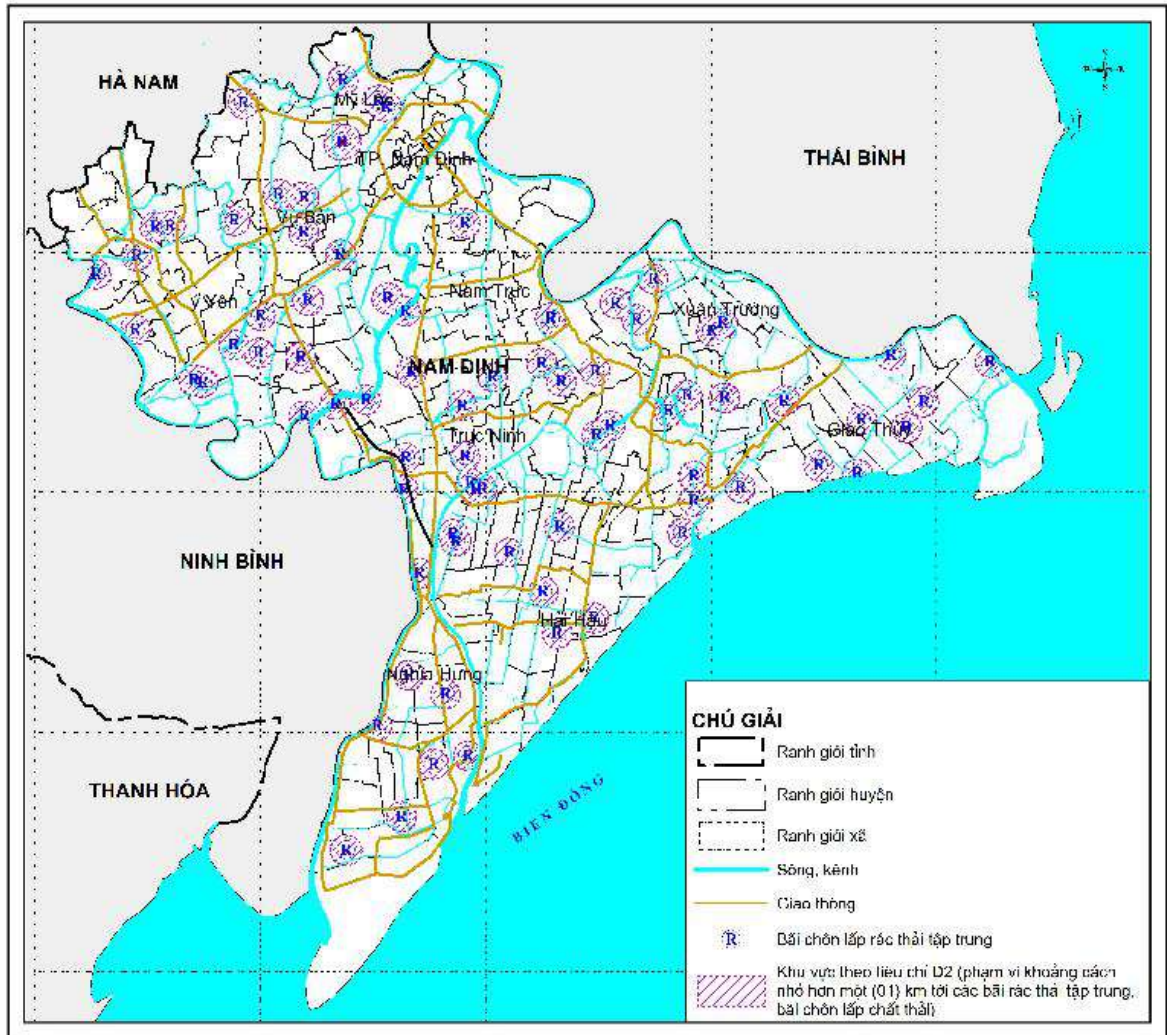 HÀ NAM
Mỹ Lộc
TP. Nam Định
THÁI BÌNH
Vụ Bản
Nam Trực
Xuân Trường
Ý Yên
NAM ĐỊNH
Trực Ninh
Giao Thủy
NINH BÌNH
Hải Hậu
Nghĩa Hưng
THANH HÓA
BIỂN ĐÔNG
CHÚ GIẢI
Ranh giới tỉnh
Ranh giới huyện
Ranh giới xã
Sông, kênh
Giao thông
R Bãi chôn lấp rác thải tập trung
Khu vực theo tiêu chí D2 (phạm vi khoảng cách
nhỏ hơn một (01) km tới các bãi rác thải tập trung,
bãi chôn lấp chất thải)